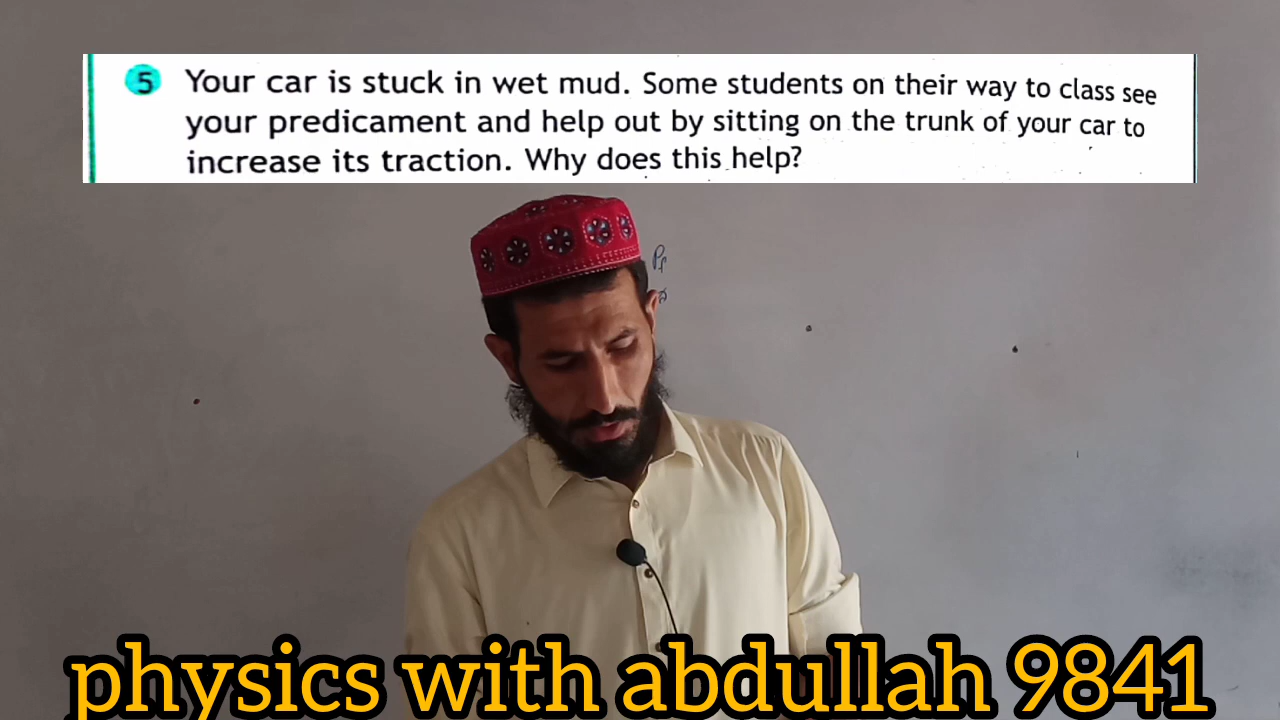 5 Your car is stuck in wet mud. Some students on their way to class see
your predicament and help out by sitting on the trunk of your car to
increase its traction. Why does this help?
physics with abdullah 9841